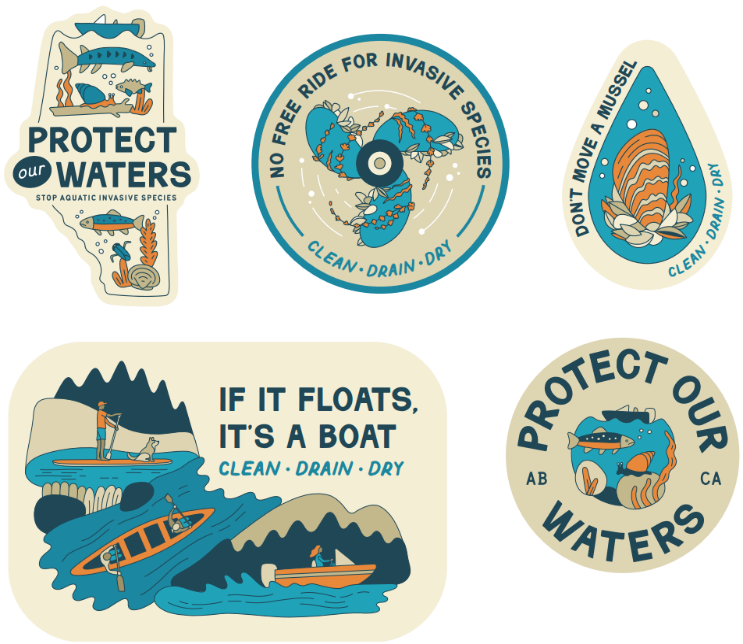 PROTECT
our WATERS
STOP AQUATIC INVASIVE SPECIES
NO FREE RIDE FOR INVASIVE SPECIES
CLEAN · DRAIN · DRY
DON'T MOVE A MUSSEL
CLEAN · DRAIN · DRY
IF IT FLOATS,
IT'S A BOAT
CLEAN · DRAIN · DRY
PROTECT OUR
AB
CA
WATERS